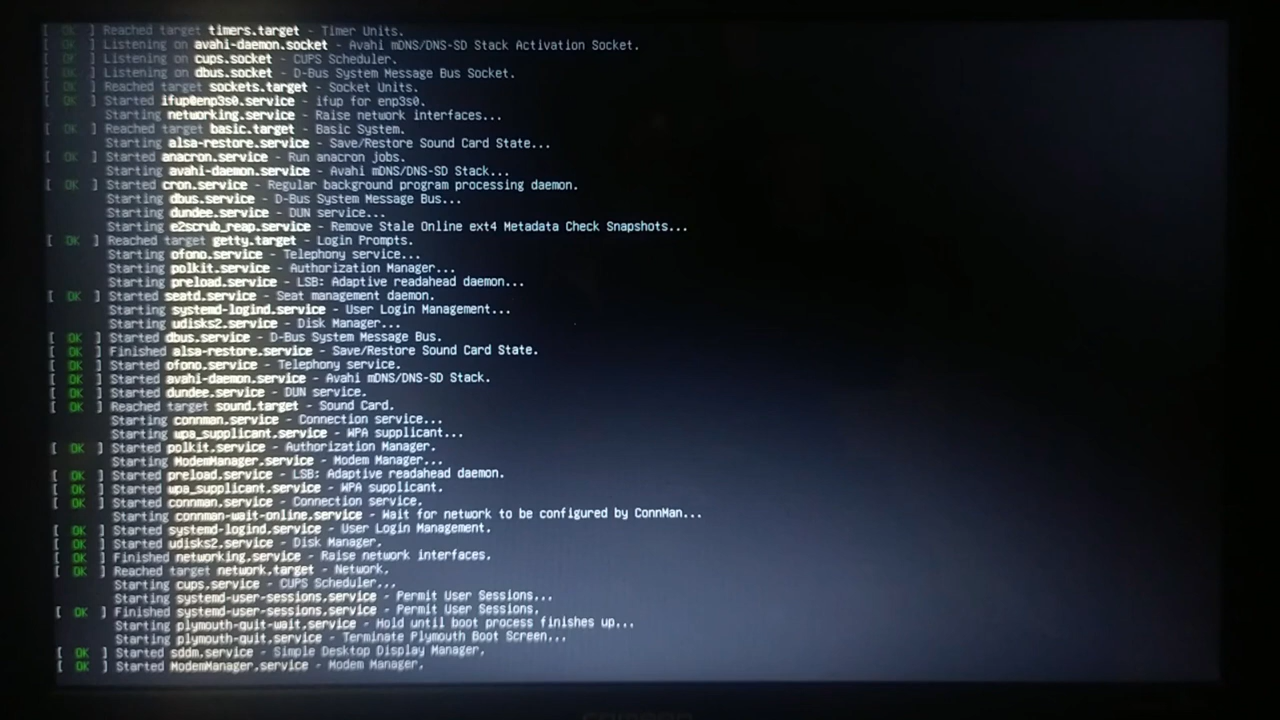 [ OK ] Reached target timers.target - Timer Units.
[ OK ] Listening on avahi-daemon.socket - Avahi mDNS/DNS-SD Stack Activation Socket.
[ OK ] Listening on cups.socket - CUPS Scheduler.
[ OK ] Listening on dbus.socket - D-Bus System Message Bus Socket.
[ OK ] Reached target sockets.target - Socket Units.
[ OK ] Started ifup@enp3s0.service - ifup for enp3s0.
Starting networking.service - Raise network interfaces...
[ OK ] Reached target basic.target - Basic System.
Starting alsa-restore.service - Save/Restore Sound Card State...
[ OK ] Started anacron.service - Run anacron jobs.
Starting avahi-daemon.service - Avahi mDNS/DNS-SD Stack...
[ OK ] Started cron.service - Regular background program processing daemon.
Starting dbus.service - D-Bus System Message Bus...
Starting dundee.service - DUN service...
Starting e2scrub_reap.service - Remove Stale Online ext4 Metadata Check Snapshots...
[ OK ] Reached target getty.target - Login Prompts.
Starting ofono.service - Telephony service...
Starting polkit.service - Authorization Manager...
Starting preload.service - LSB: Adaptive readahead daemon...
[ OK ] Started seatd.service - Seat management daemon.
Starting systemd-logind.service - User Login Management...
Starting udisks2.service - Disk Manager...
[ OK ] Started dbus.service - D-Bus System Message Bus.
[ OK ] Finished alsa-restore.service - Save/Restore Sound Card State.
[ OK ] Started ofono.service - Telephony service.
[ OK ] Started avahi-daemon.service - Avahi mDNS/DNS-SD Stack.
[ OK ] Started dundee.service - DUN service.
[ OK ] Reached target sound.target - Sound Card.
Starting connman.service - Connection service...
Starting wpa_supplicant.service - WPA supplicant...
[ OK ] Started polkit.service - Authorization Manager.
Starting ModemManager.service - Modem Manager...
[ OK ] Started preload.service - LSB: Adaptive readahead daemon.
[ OK ] Started wpa_supplicant.service - WPA supplicant.
[ OK ] Started connman.service - Connection service.
Starting connman-wait-online.service - Wait for network to be configured by ConnMan...
[ OK ] Started systemd-logind.service - User Login Management.
[ OK ] Started udisks2.service - Disk Manager.
[ OK ] Finished networking.service - Raise network interfaces.
[ OK ] Reached target network.target - Network.
Starting cups.service - CUPS Scheduler...
Starting systemd-user-sessions.service - Permit User Sessions...
[ OK ] Finished systemd-user-sessions.service - Permit User Sessions.
Starting plymouth-quit-wait.service - Hold until boot process finishes up...
Starting plymouth-quit.service - Terminate Plymouth Boot Screen...
[ OK ] Started sddm.service - Simple Desktop Display Manager.
[ OK ] Started ModemManager.service - Modem Manager.